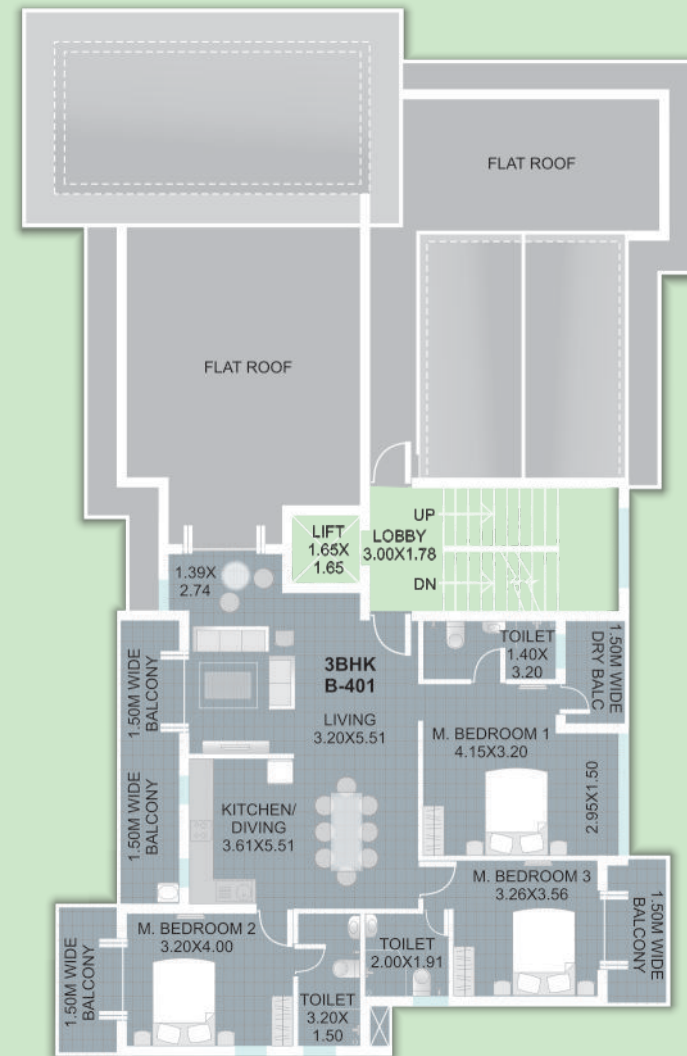 FLAT ROOF
FLAT ROOF
UP
LIFT
1.65X
1.65
LOBBY
3.00X1.78
DN
1.39X
2.74
TOILET
1.40X
3.20
1.50M WIDE
DRY BALC
1.50M WIDE
BALCONY
3BHK
B-401
LIVING
3.20X5.51
M. BEDROOM 1
4.15X3.20
2.95X1.50
1.50M WIDE
BALCONY
KITCHEN/
DIVING
3.61X5.51
M. BEDROOM 3
3.26X3.56
1.50M WIDE
BALCONY
M. BEDROOM 2
3.20X4.00
TOILET
2.00X1.91
1.50M WIDE
BALCONY
TOILET
3.20X
1.50